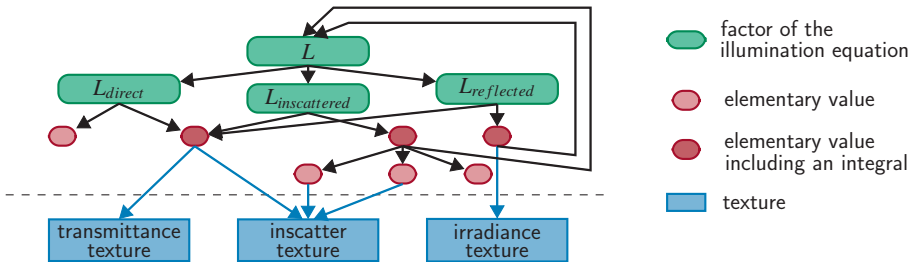 L
L_direct
L_inscattered
L_reflected
transmittance
texture
inscatter
texture
irradiance
texture
factor of the
illumination equation
elementary value
elementary value
including an integral
texture